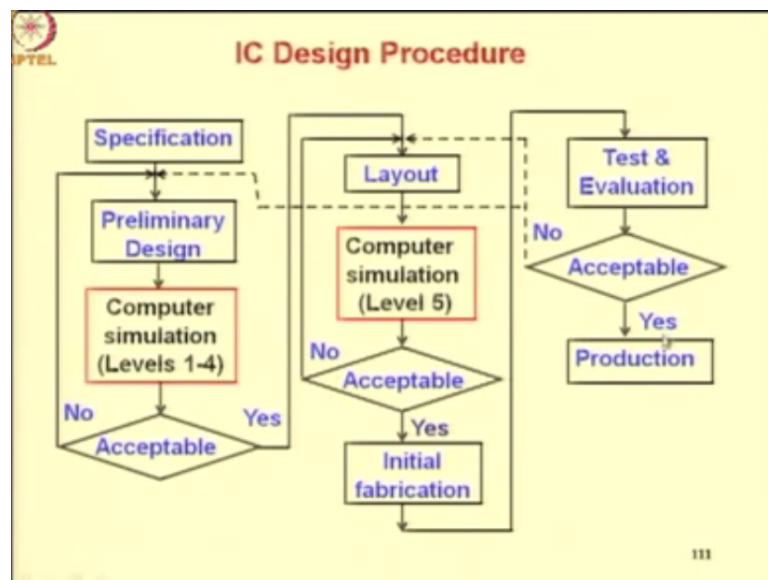 IPTEL
IC Design Procedure
Specification
Preliminary
Design
Computer
simulation
(Levels 1-4)
No
Acceptable
Yes
Layout
Computer
simulation
(Level 5)
No
Acceptable
Yes
Initial
fabrication
Test &
Evaluation
No
Acceptable
Yes
Production
111